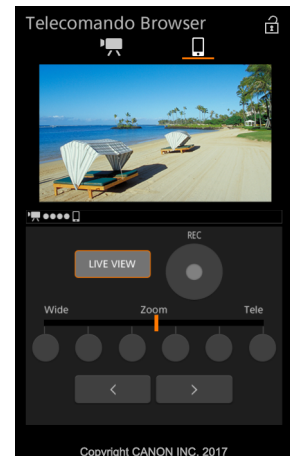 Telecomando Browser
REC
LIVE VIEW
Wide Zoom Tele
< >
Copyright CANON INC. 2017